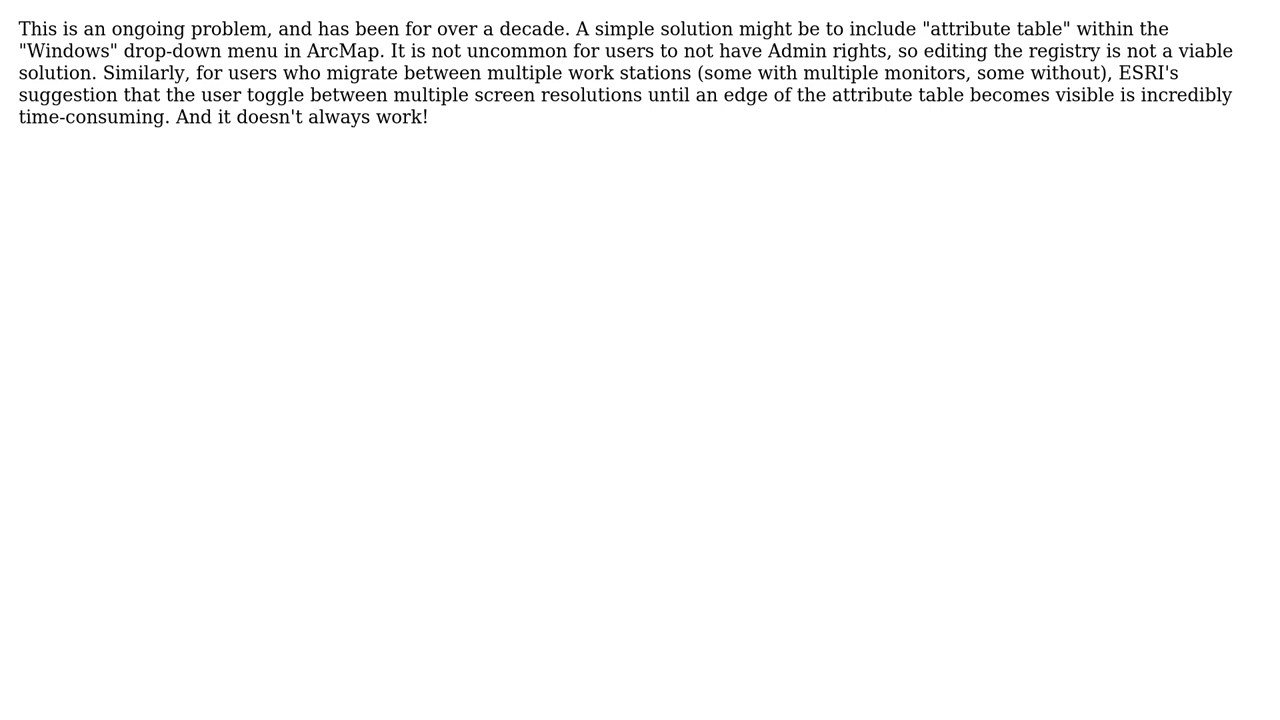 This is an ongoing problem, and has been for over a decade. A simple solution might be to include "attribute table" within the
"Windows" drop-down menu in ArcMap. It is not uncommon for users to not have Admin rights, so editing the registry is not a viable
solution. Similarly, for users who migrate between multiple work stations (some with multiple monitors, some without), ESRI's
suggestion that the user toggle between multiple screen resolutions until an edge of the attribute table becomes visible is incredibly
time-consuming. And it doesn't always work!